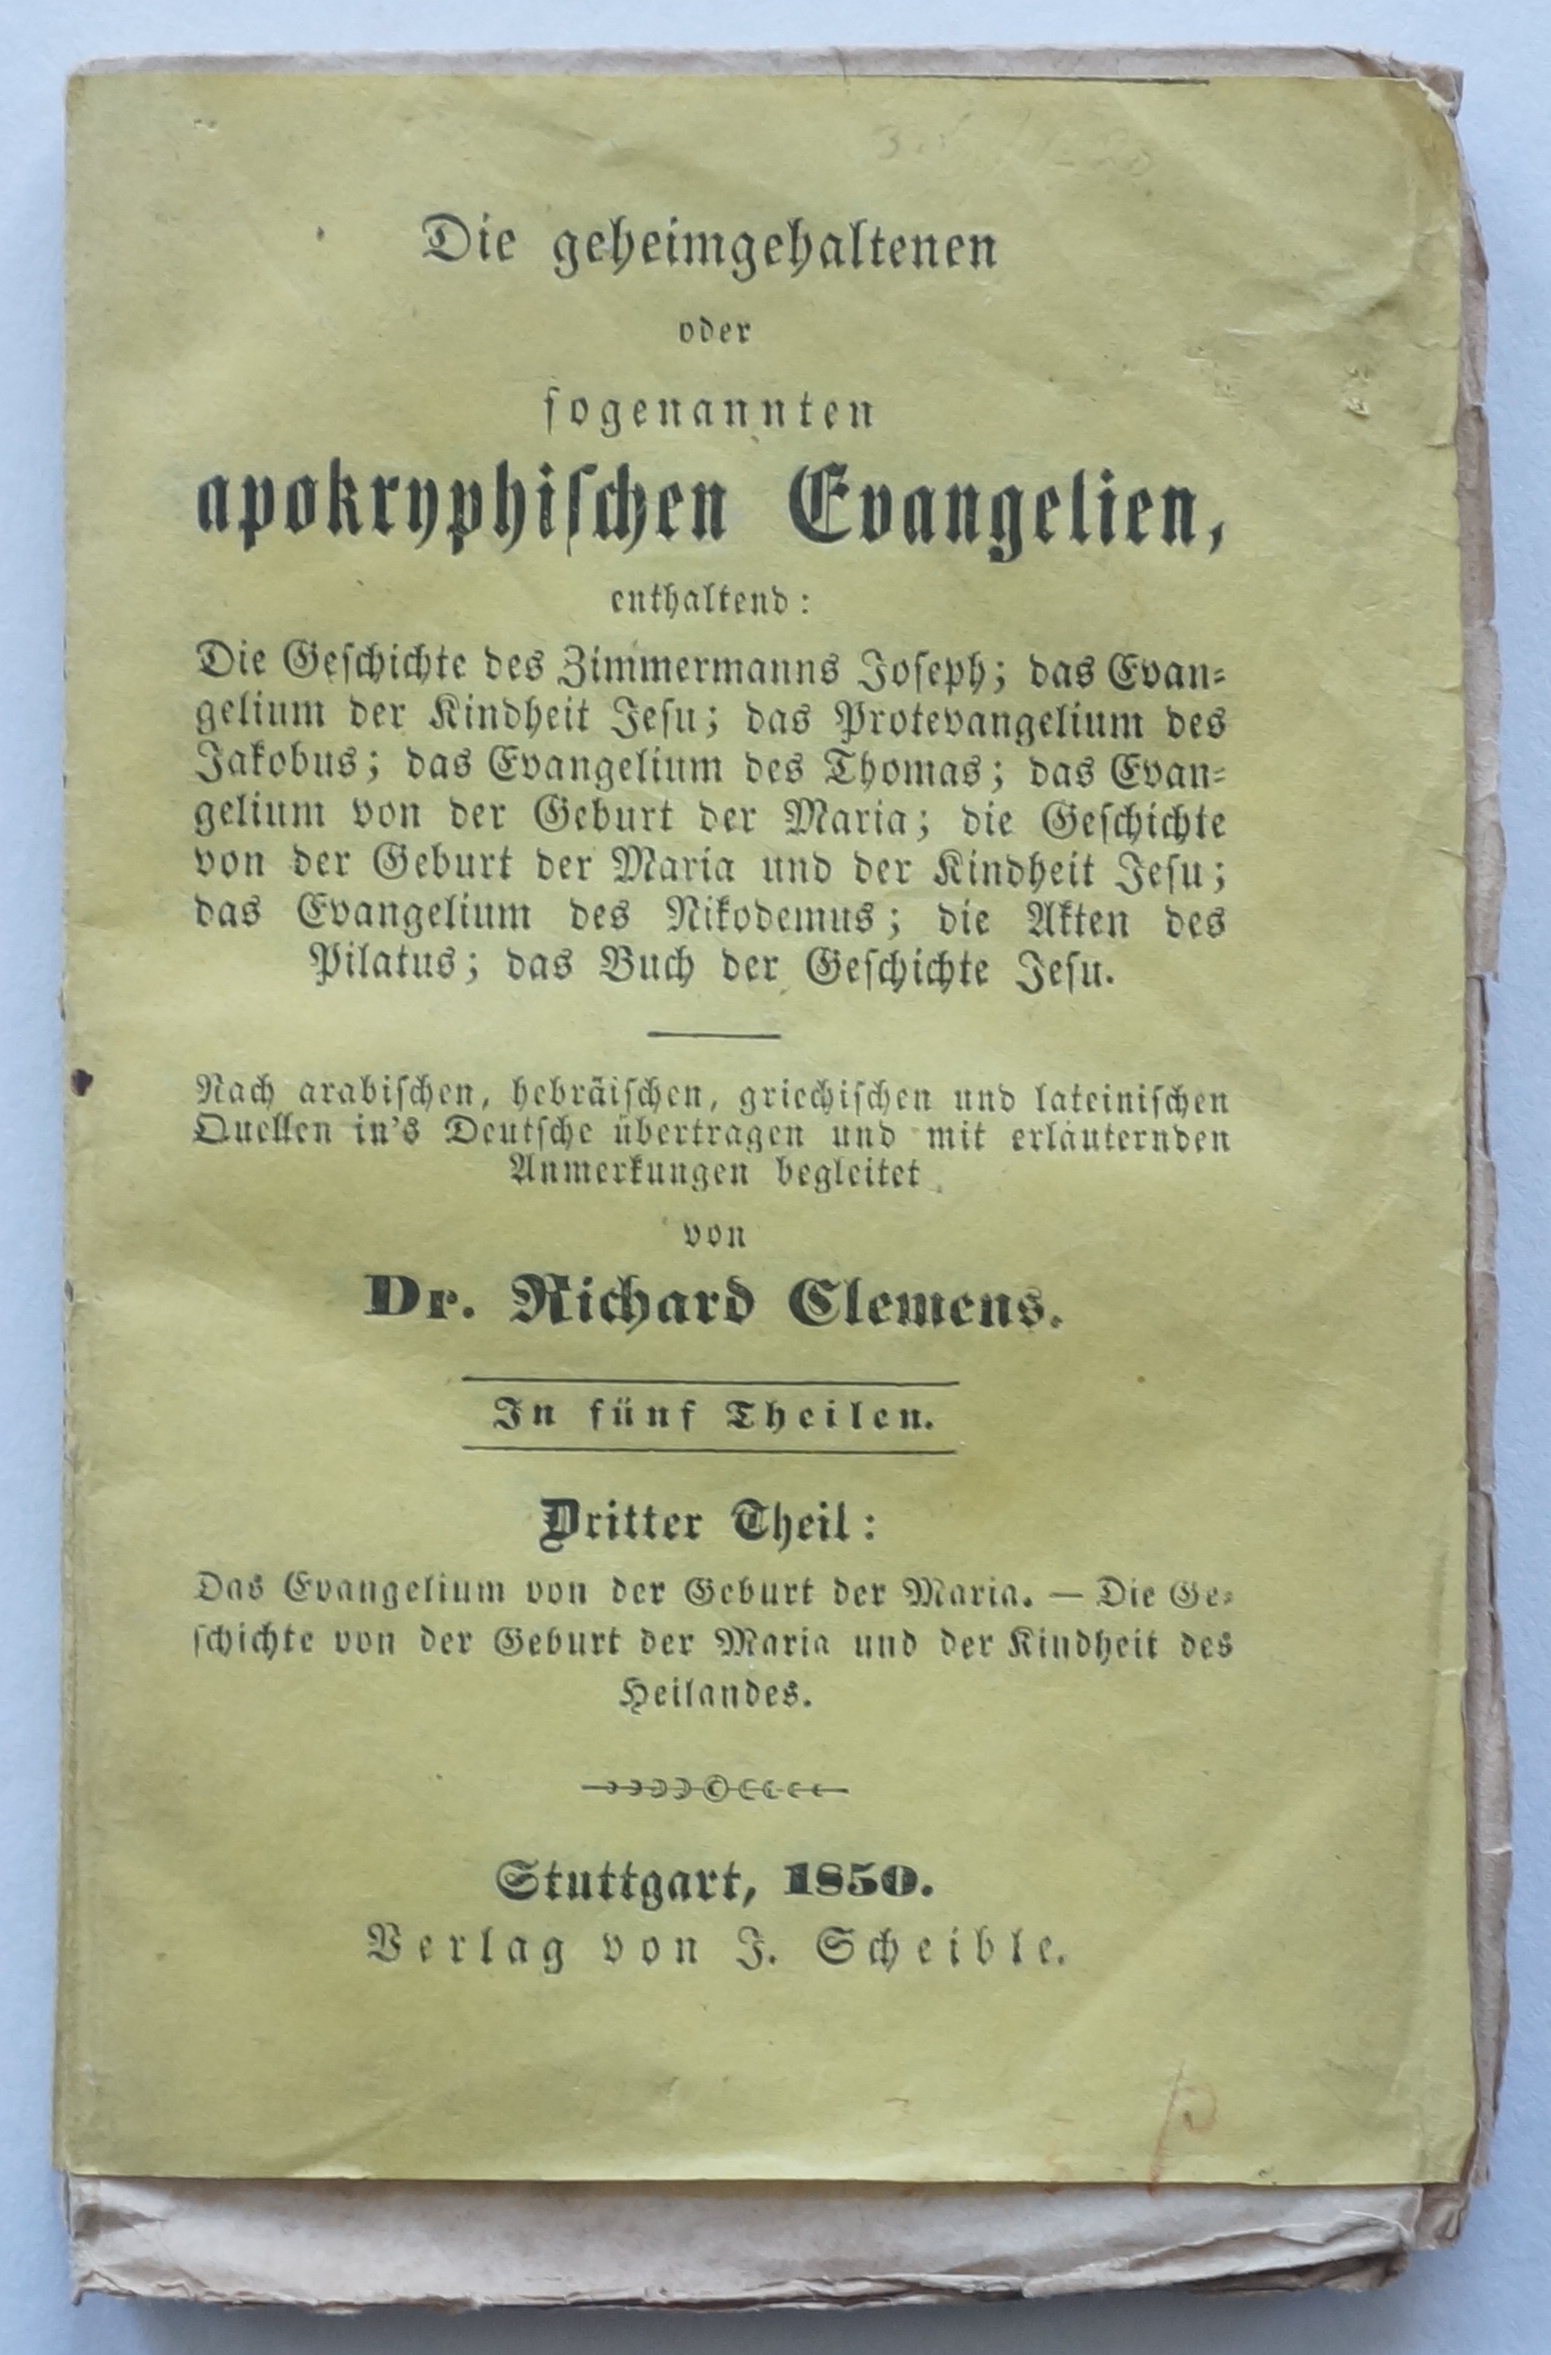 Die geheimgehaltenen
oder
ſogenannten
apokryphiſchen Evangelien,
enthaltend:
Die Geſchichte des Zimmermanns Joſeph; das Evan-
gelium der Kindheit Jeſu; das Protevangelium des
Jakobus; das Evangelium des Thomas; das Evan-
gelium von der Geburt der Maria; die Geſchichte
von der Geburt der Maria und der Kindheit Jeſu;
das Evangelium des Nikodemus; die Akten des
Pilatus; das Buch der Geſchichte Jeſu.
Nach arabiſchen, hebräiſchen, griechiſchen und lateiniſchen
Quellen in's Deutſche übertragen und mit erläuternden
Anmerkungen begleitet
von
Dr. Richard Clemens.
In fünf Theilen.
Dritter Theil:
Das Evangelium von der Geburt der Maria. — Die Ge-
ſchichte von der Geburt der Maria und der Kindheit des
Heilandes.
Stuttgart, 1850.
Verlag von J. Scheible.